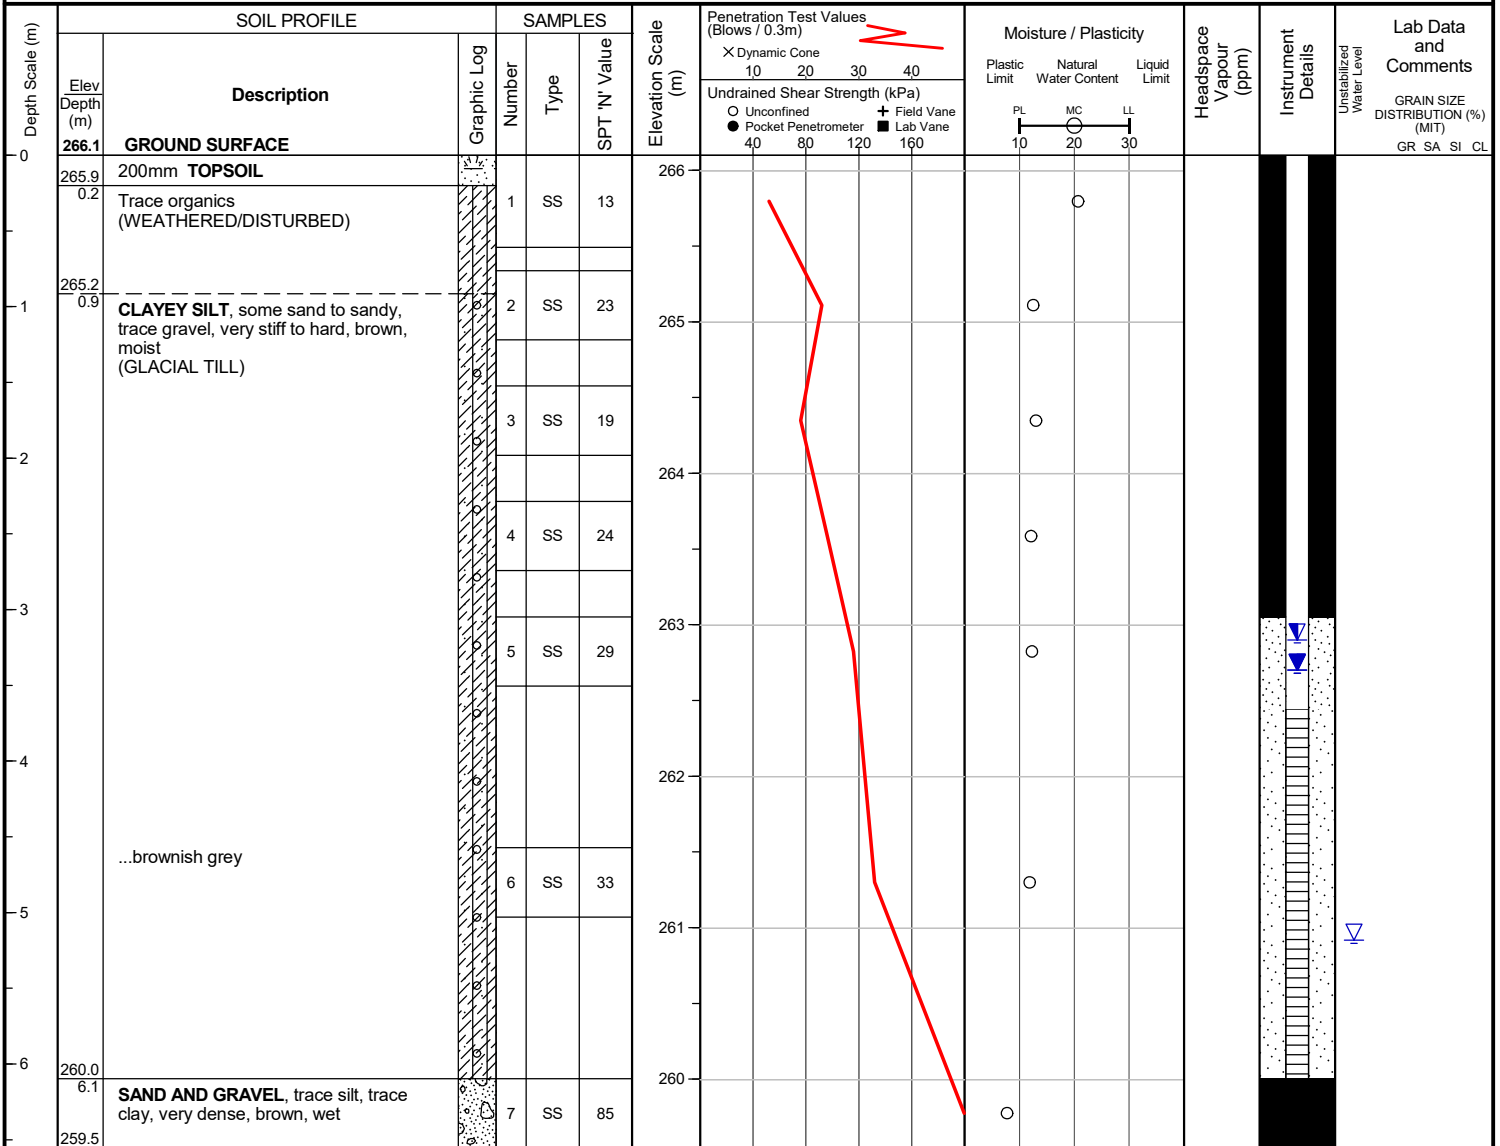 SOIL PROFILE
SAMPLES
Depth Scale (m)
Elev
Depth
(m)
Description
Graphic Log
Number
Type
SPT 'N' Value
Elevation Scale
(m)
Penetration Test Values
(Blows / 0.3m)
Dynamic Cone
10 20 30 40
Undrained Shear Strength (kPa)
Unconfined
Field Vane
Pocket Penetrometer
Lab Vane
40 80 120 160
Moisture / Plasticity
Plastic
Limit
Natural
Water Content
Liquid
Limit
PL MC LL
10 20 30
Headspace
Vapour
(ppm)
Instrument
Details
Unstabilized
Water Level
Lab Data
and
Comments
GRAIN SIZE
DISTRIBUTION (%)
(MIT)
GR SA SI CL
266.1 GROUND SURFACE
0
265.9
0.2
200mm TOPSOIL
Trace organics
(WEATHERED/DISTURBED)
1 SS 13
266
265.2
0.9
1
CLAYEY SILT, some sand to sandy,
trace gravel, very stiff to hard, brown,
moist
(GLACIAL TILL)
2 SS 23
265
3 SS 19
2
264
4 SS 24
3
263
5 SS 29
4
262
...brownish grey
6 SS 33
5
261
6
260.0
6.1
260
SAND AND GRAVEL, trace silt, trace
clay, very dense, brown, wet
7 SS 85
259.5